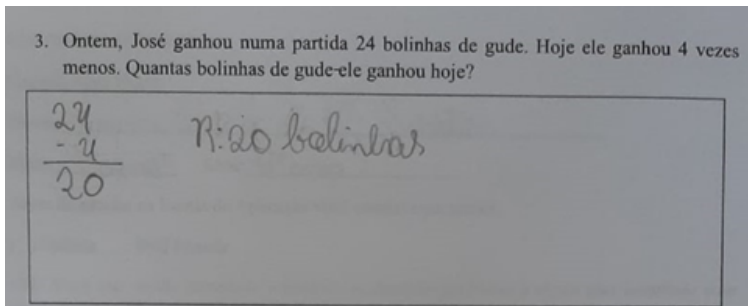 3. Ontem, José ganhou numa partida 24 bolinhas de gude. Hoje ele ganhou 4 vezes
menos. Quantas bolinhas de gude ele ganhou hoje?
24
- 4
20
R: 20 bolinhas